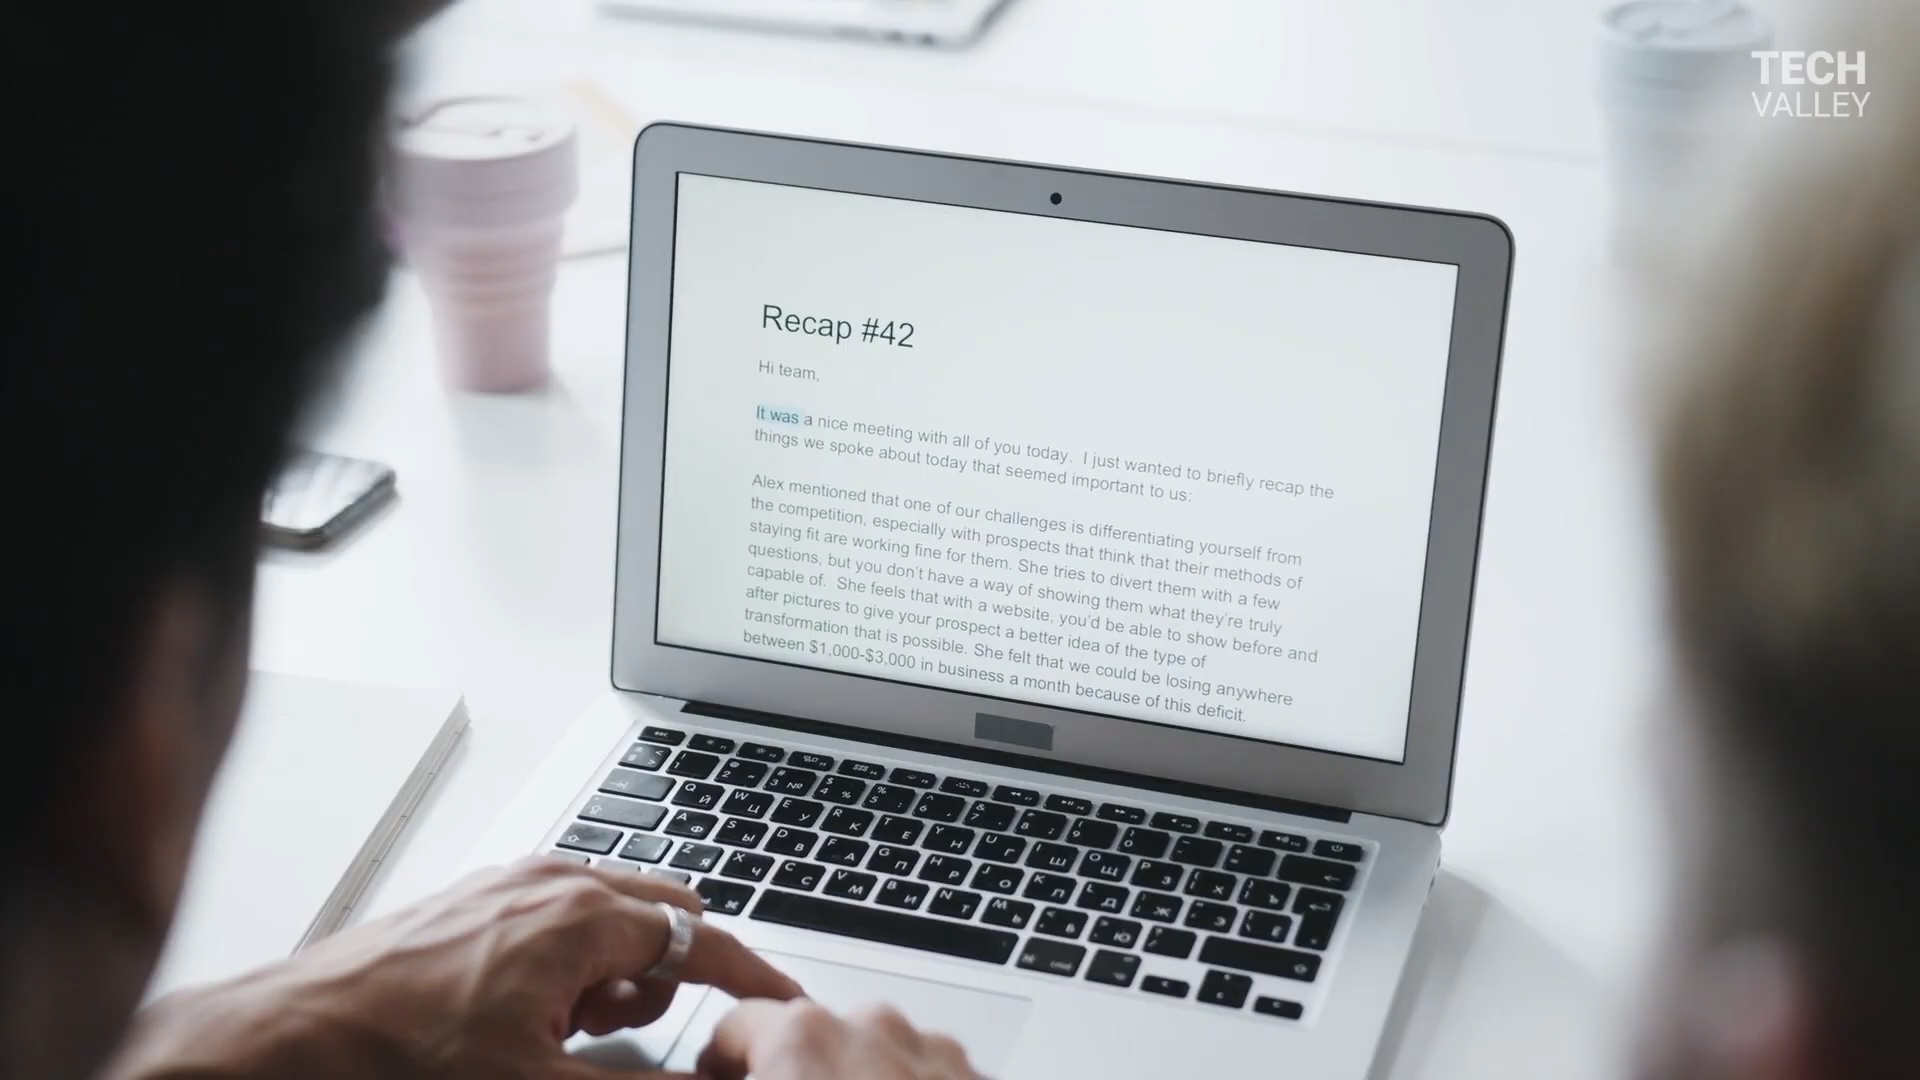 TECH
VALLEY
Recap #42
Hi team,
It was a nice meeting with all of you today. I just wanted to briefly recap the
things we spoke about today that seemed important to us:
Alex mentioned that one of our challenges is differentiating yourself from
the competition, especially with prospects that think that their methods of
staying fit are working fine for them. She tries to divert them with a few
questions, but you don't have a way of showing them what they're truly
capable of. She feels that with a website, you'd be able to show before and
after pictures to give your prospect a better idea of the type of
transformation that is possible. She felt that we could be losing anywhere
between $1,000-$3,000 in business a month because of this deficit.